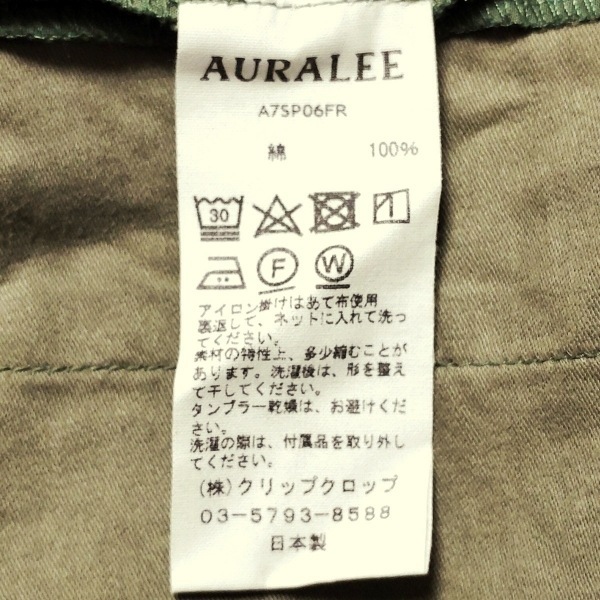 AURALEE
A7SP06FR
綿 100%
30
F W
アイロン掛けはあて布使用
裏返して、ネットに入れて洗っ
てください。
素材の特性上、多少縮むことが
あります。洗濯後は、形を整え
て干してください。
タンブラー乾燥は、お避けくだ
さい。
洗濯の際は、付属品を取り外し
てください。
(株)クリップクロップ
03-5793-8588
日本製